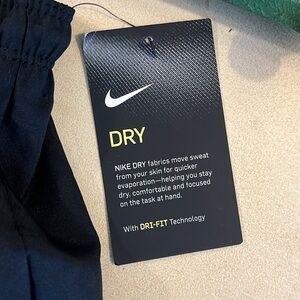 DRY
NIKE DRY fabrics move sweat
from your skin for quicker
evaporation—helping you stay
dry, comfortable and focused
on the task at hand.
With DRI-FIT Technology